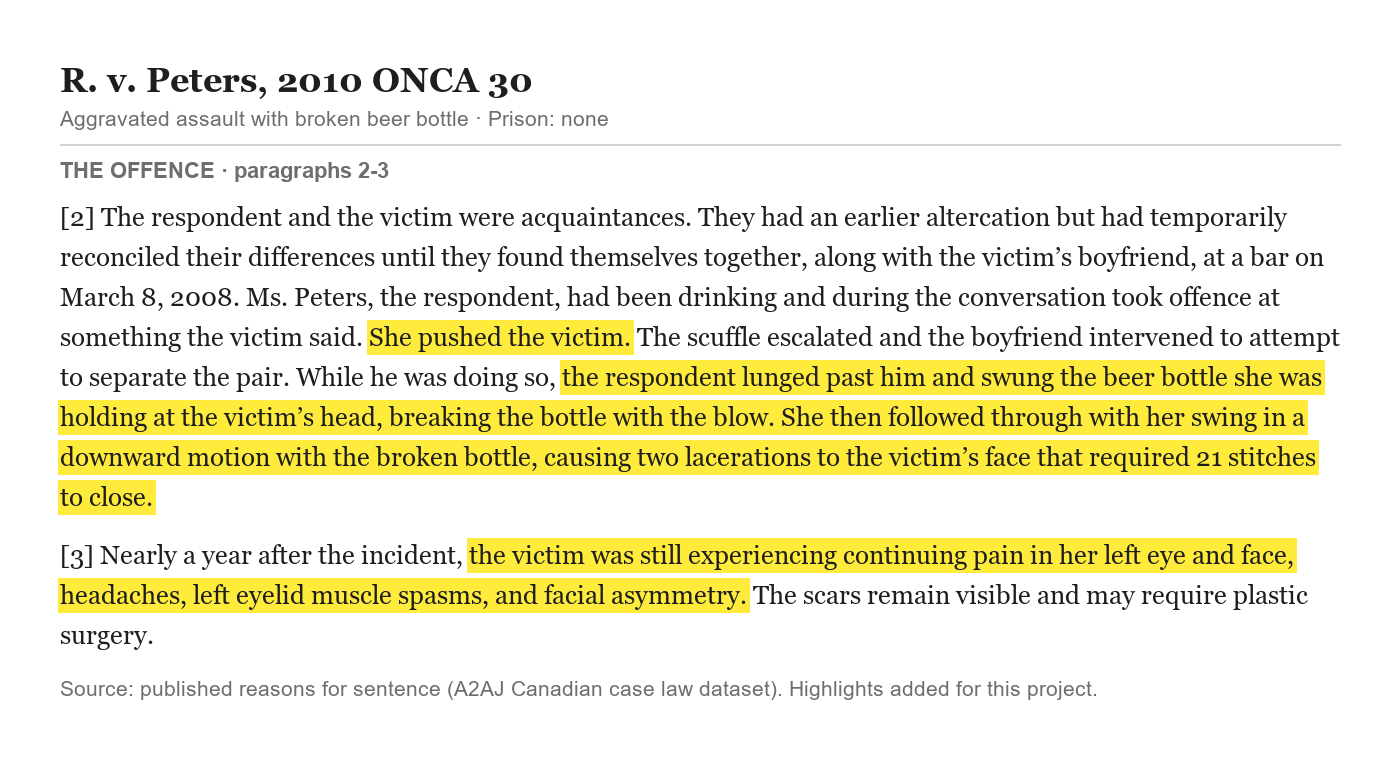 R. v. Peters, 2010 ONCA 30
Aggravated assault with broken beer bottle · Prison: none
THE OFFENCE · paragraphs 2-3
[2] The respondent and the victim were acquaintances. They had an earlier altercation but had temporarily
reconciled their differences until they found themselves together, along with the victim’s boyfriend, at a bar on
March 8, 2008. Ms. Peters, the respondent, had been drinking and during the conversation took offence at
something the victim said. She pushed the victim. The scuffle escalated and the boyfriend intervened to attempt
to separate the pair. While he was doing so, the respondent lunged past him and swung the beer bottle she was
holding at the victim’s head, breaking the bottle with the blow. She then followed through with her swing in a
downward motion with the broken bottle, causing two lacerations to the victim’s face that required 21 stitches
to close.
[3] Nearly a year after the incident, the victim was still experiencing continuing pain in her left eye and face,
headaches, left eyelid muscle spasms, and facial asymmetry. The scars remain visible and may require plastic
surgery.
Source: published reasons for sentence (A2AJ Canadian case law dataset). Highlights added for this project.